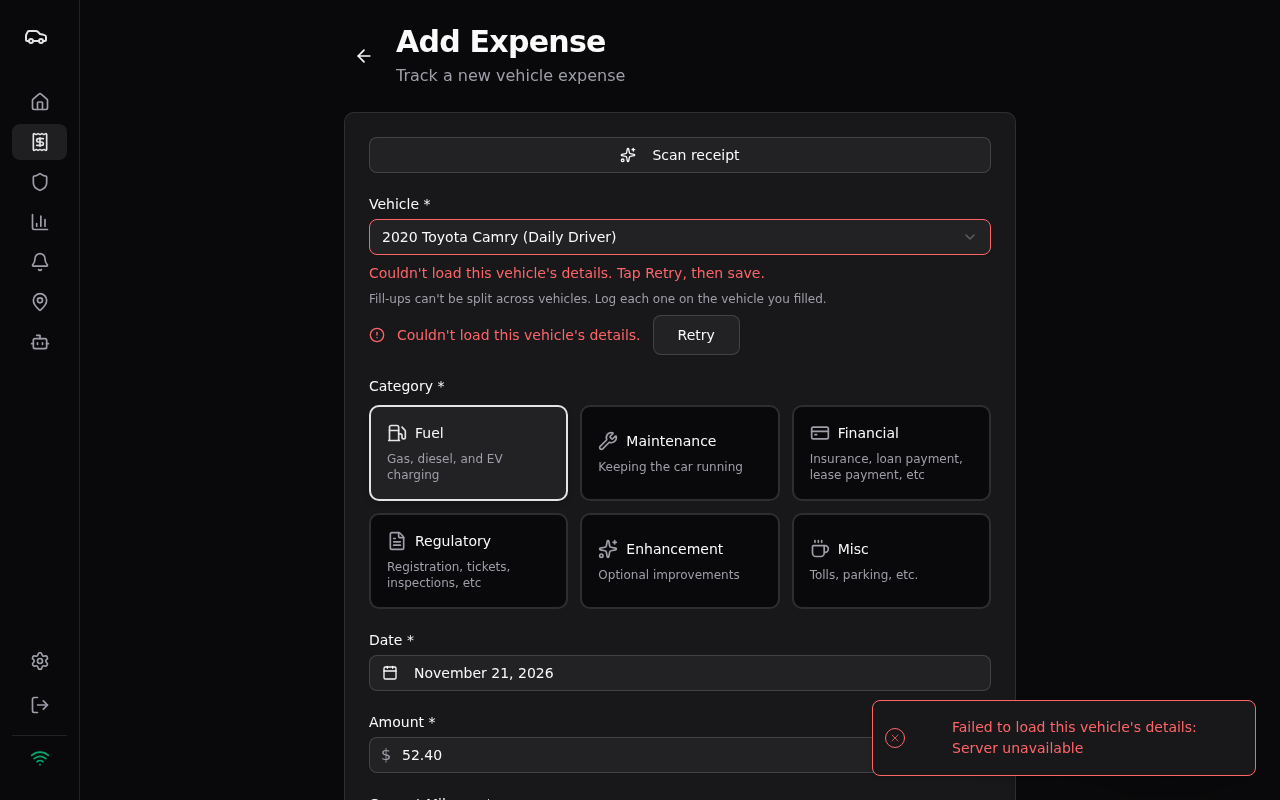 Add Expense
Track a new vehicle expense
Scan receipt
Vehicle *
2020 Toyota Camry (Daily Driver)
Couldn't load this vehicle's details. Tap Retry, then save.
Fill-ups can't be split across vehicles. Log each one on the vehicle you filled.
Couldn't load this vehicle's details.
Retry
Category *
Fuel
Gas, diesel, and EV
charging
Maintenance
Keeping the car running
Financial
Insurance, loan payment,
lease payment, etc
Regulatory
Registration, tickets,
inspections, etc
Enhancement
Optional improvements
Misc
Tolls, parking, etc.
Date *
November 21, 2026
Amount *
$ 52.40
Failed to load this vehicle's details:
Server unavailable